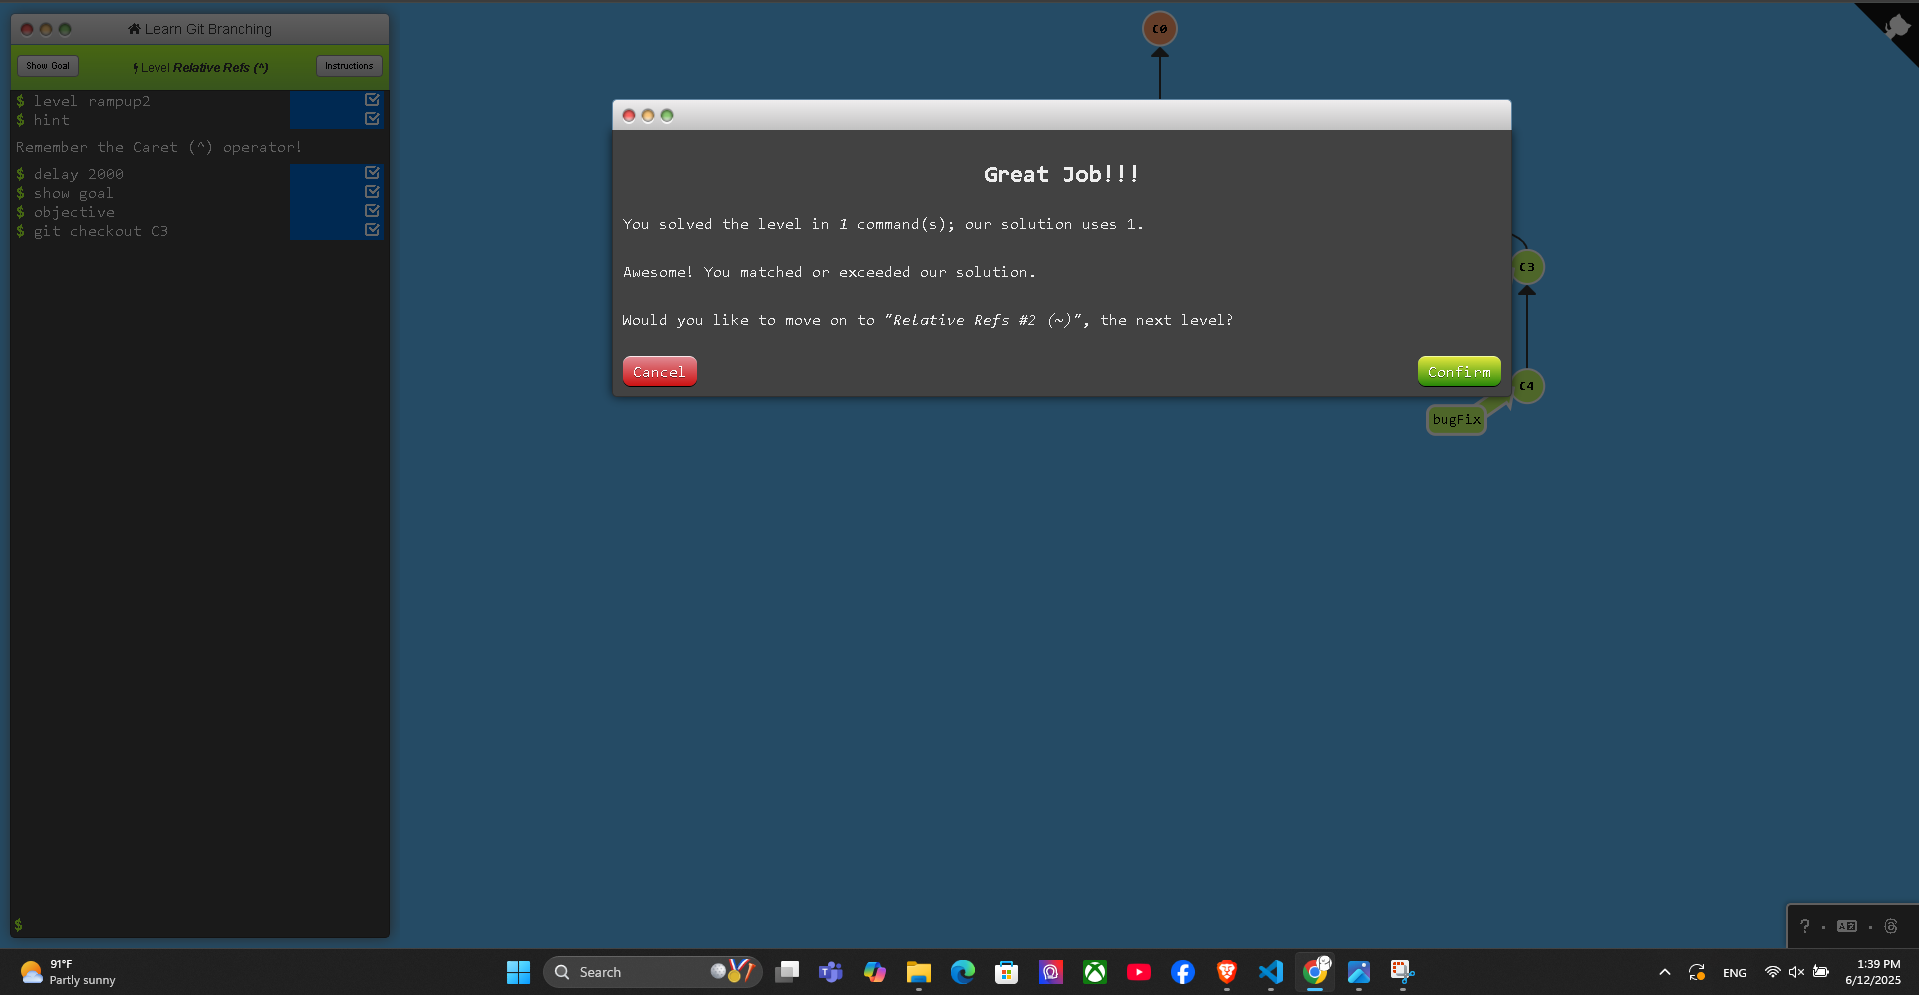 Learn Git Branching
Show Goal
Level Relative Refs (^)
Instructions
$ level rampup2
$ hint
Remember the Caret (^) operator!
$ delay 2000
$ show goal
$ objective
$ git checkout C3
$
C0
Great Job!!!
You solved the level in 1 command(s); our solution uses 1.
Awesome! You matched or exceeded our solution.
Would you like to move on to "Relative Refs #2 (~)", the next level?
Cancel
Confirm
C3
C4
bugFix
?
91°F
Partly sunny
Search
ENG
1:39 PM
6/12/2025